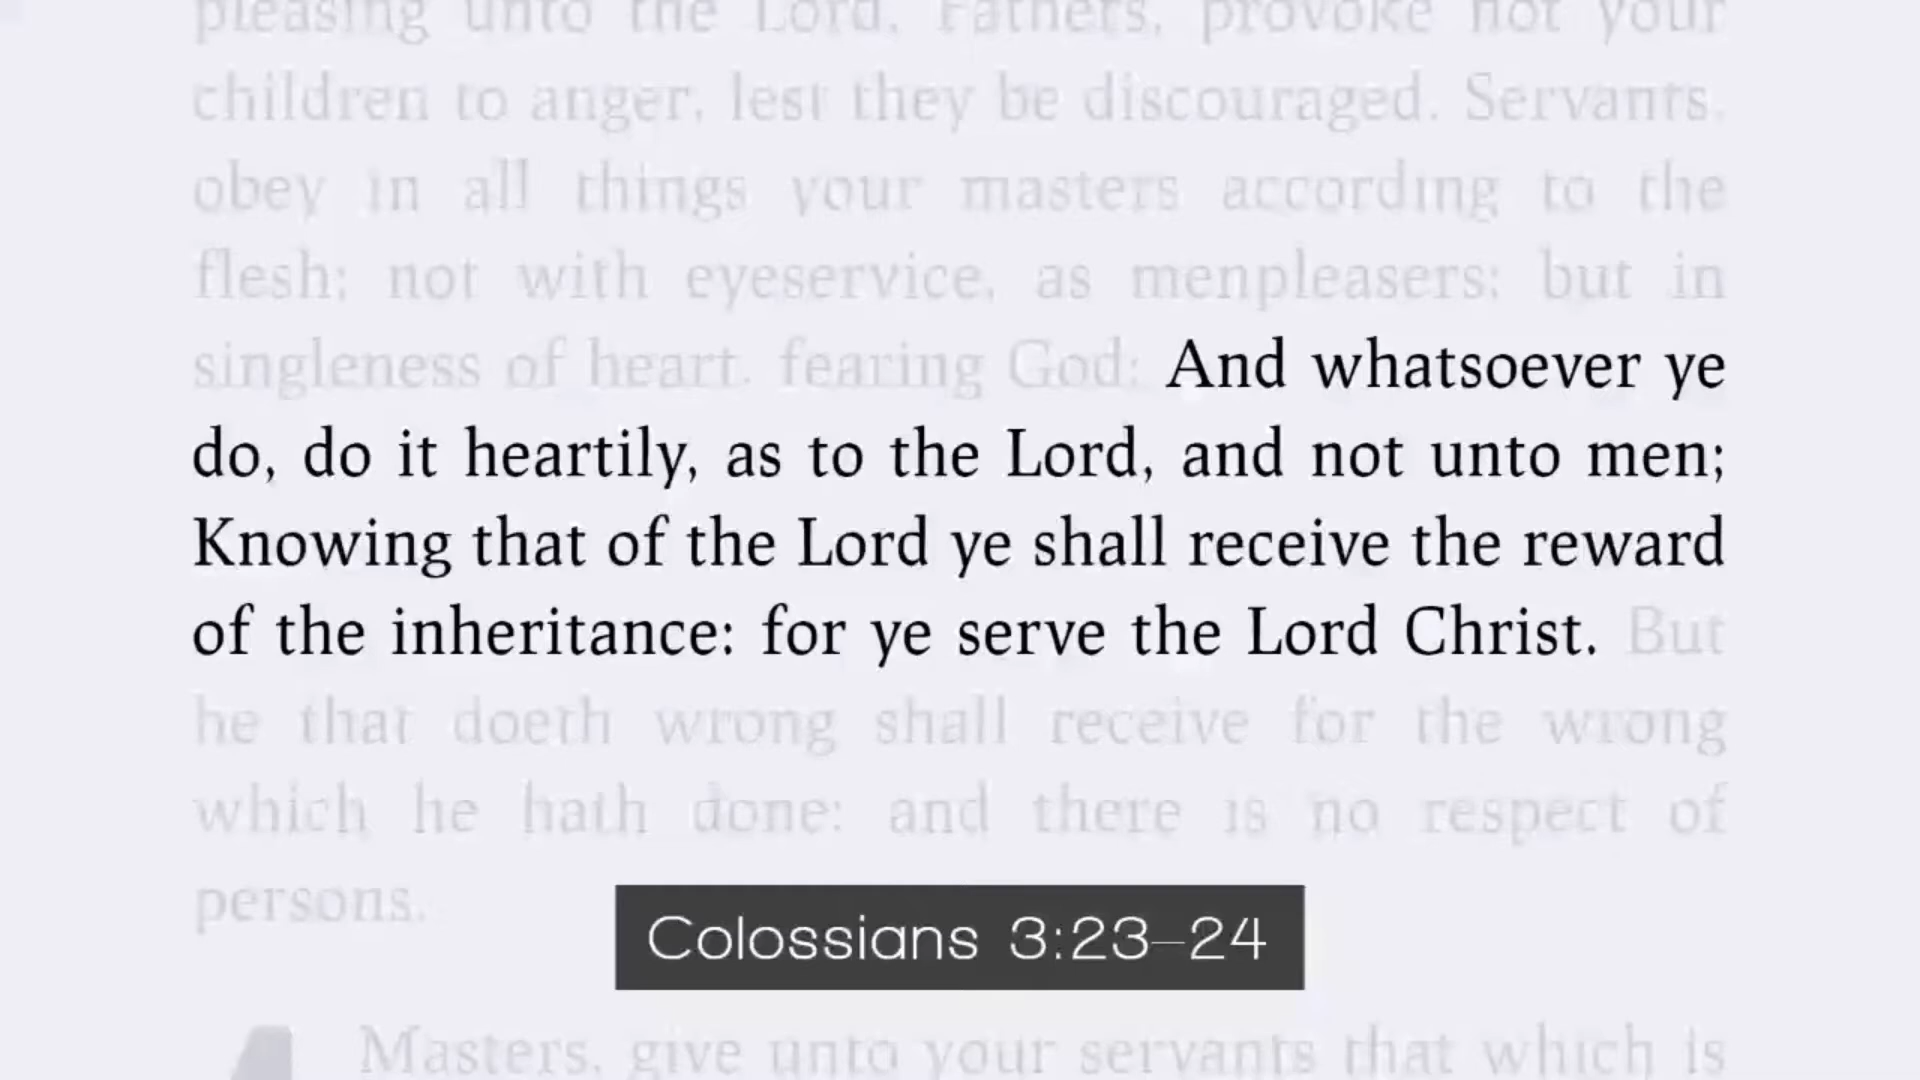 pleasing unto the Lord. Fathers, provoke not your
children to anger, lest they be discouraged. Servants,
obey in all things your masters according to the
flesh; not with eyeservice, as menpleasers; but in
singleness of heart, fearing God: And whatsoever ye
do, do it heartily, as to the Lord, and not unto men;
Knowing that of the Lord ye shall receive the reward
of the inheritance: for ye serve the Lord Christ. But
he that doeth wrong shall receive for the wrong
which he hath done: and there is no respect of
persons.
Colossians 3:23–24
4 Masters, give unto your servants that which is